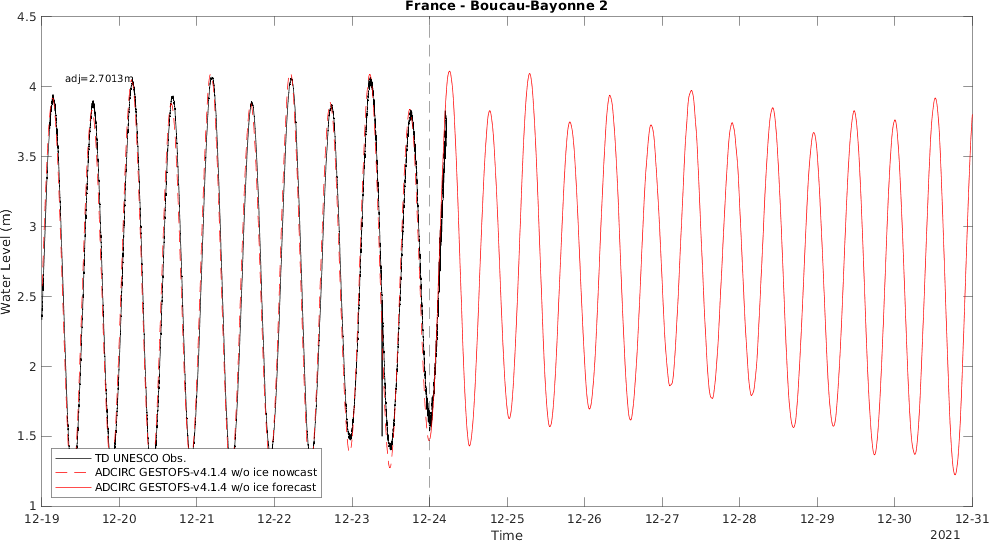 France - Boucau-Bayonne 2
4.5
4
3.5
3
2.5
2
1.5
1
Water Level (m)
adj=2.7013m
TD UNESCO Obs.
ADCIRC GESTOFS-v4.1.4 w/o ice nowcast
ADCIRC GESTOFS-v4.1.4 w/o ice forecast
12-19 12-20 12-21 12-22 12-23 12-24 12-25 12-26 12-27 12-28 12-29 12-30 12-31
Time
2021